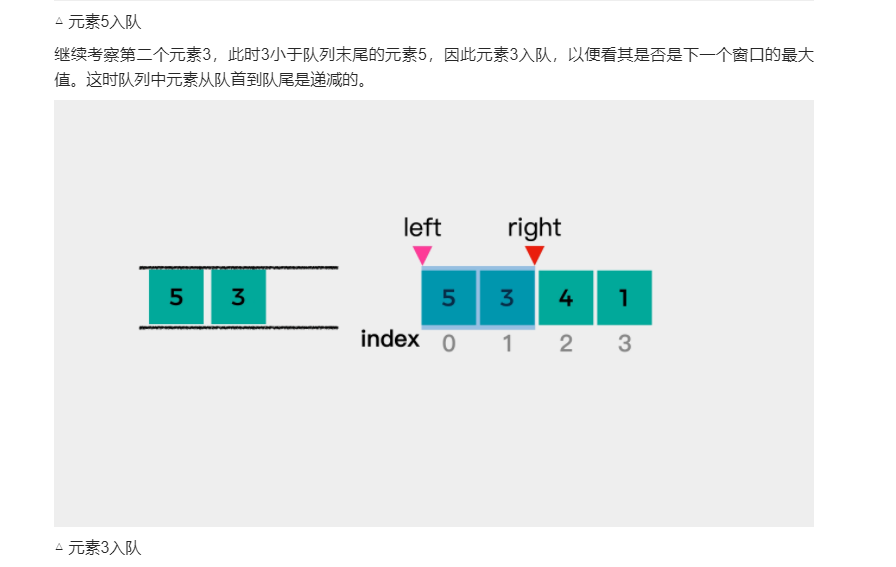 △ 元素5入队
继续考察第二个元素3，此时3小于队列末尾的元素5，因此元素3入队，以便看其是否是下一个窗口的最大
值。这时队列中元素从队首到队尾是递减的。
left right
5 3 5 3 4 1
index 0 1 2 3
△ 元素3入队